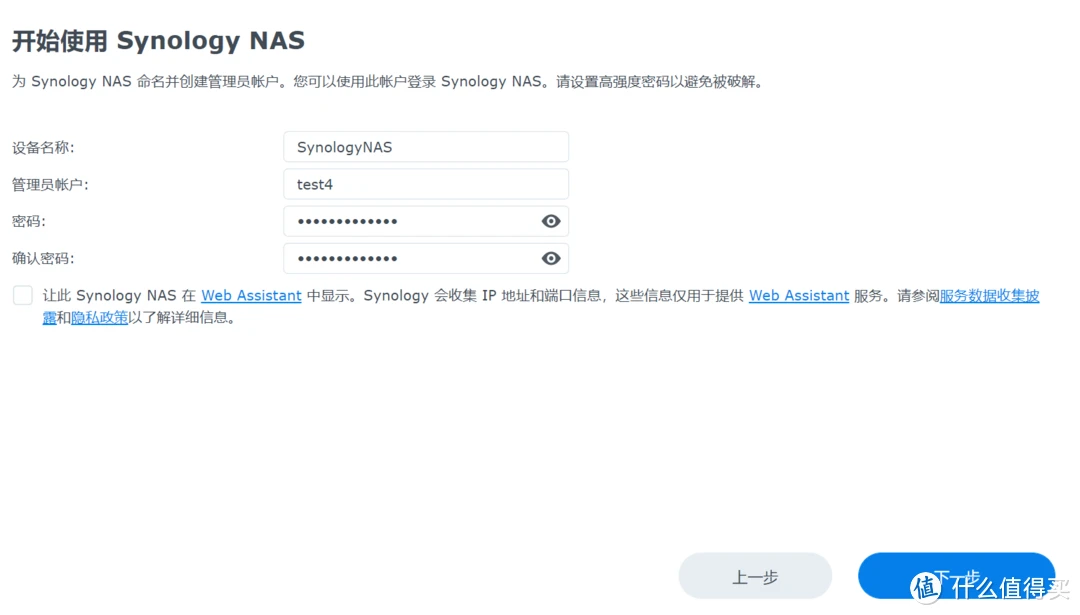 开始使用 Synology NAS
为 Synology NAS 命名并创建管理员帐户。您可以使用此帐户登录 Synology NAS。请设置高强度密码以避免被破解。
设备名称: SynologyNAS
管理员帐户: test4
密码: •••••••••••••
确认密码: •••••••••••••
让此 Synology NAS 在 Web Assistant 中显示。Synology 会收集 IP 地址和端口信息，这些信息仅用于提供 Web Assistant 服务。请参阅服务数据收集披
露和隐私政策以了解详细信息。
上一步 下一步
值 什么值得买